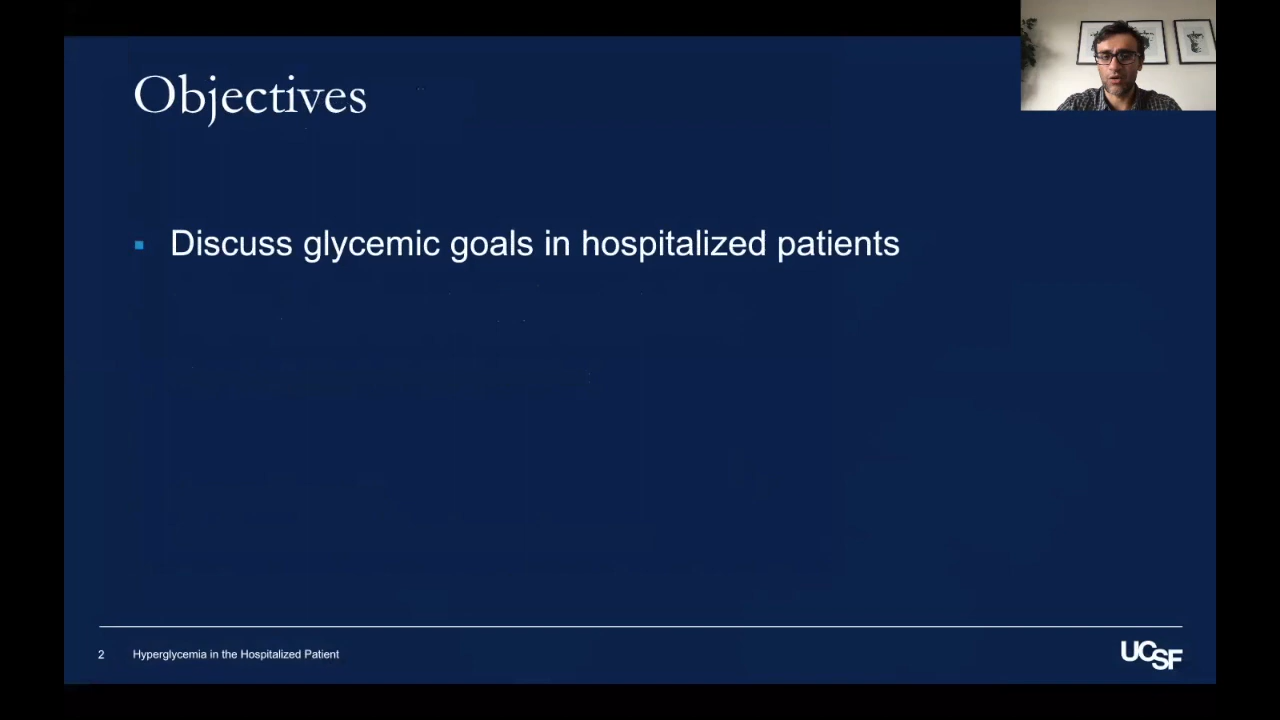 Objectives
Discuss glycemic goals in hospitalized patients
2 Hyperglycemia in the Hospitalized Patient
UCSF